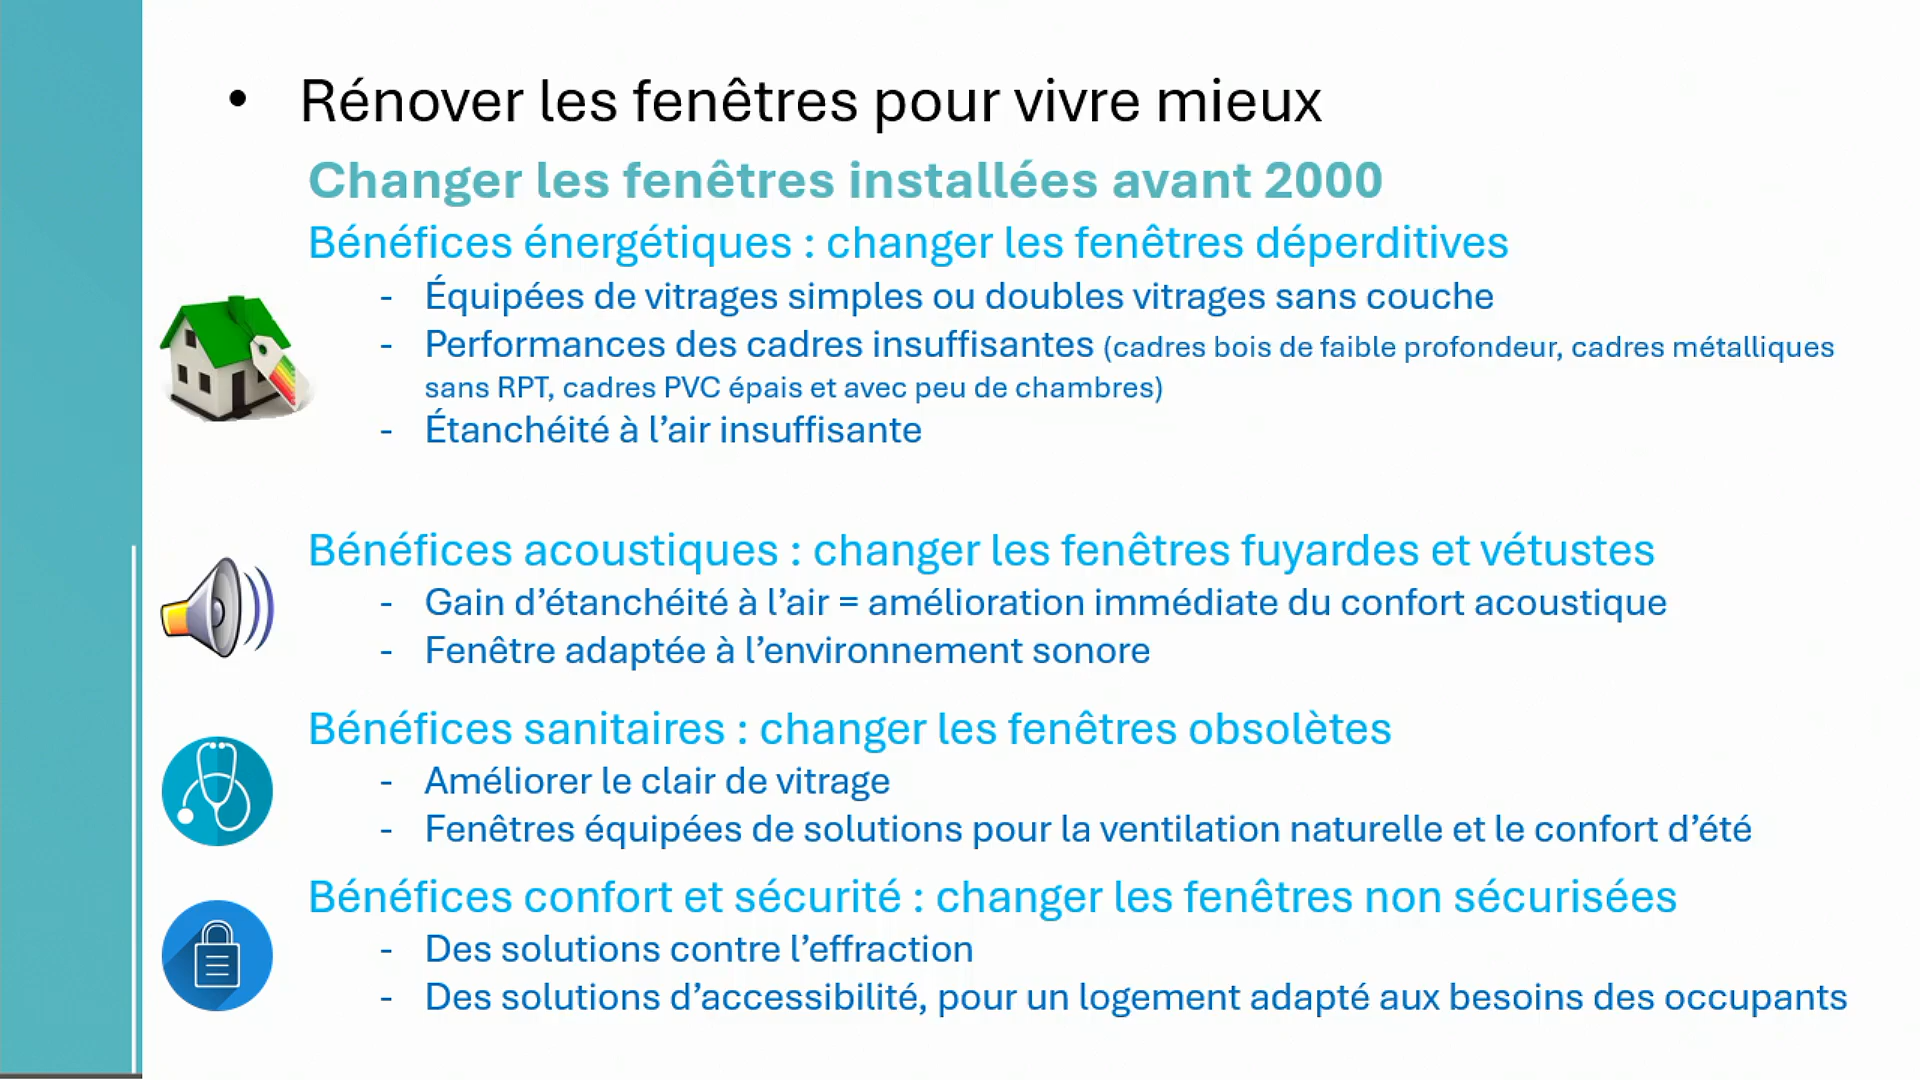 • Rénover les fenêtres pour vivre mieux
Changer les fenêtres installées avant 2000
Bénéfices énergétiques : changer les fenêtres déperditives
- Équipées de vitrages simples ou doubles vitrages sans couche
- Performances des cadres insuffisantes (cadres bois de faible profondeur, cadres métalliques
sans RPT, cadres PVC épais et avec peu de chambres)
- Étanchéité à l’air insuffisante
Bénéfices acoustiques : changer les fenêtres fuyardes et vétustes
- Gain d’étanchéité à l’air = amélioration immédiate du confort acoustique
- Fenêtre adaptée à l’environnement sonore
Bénéfices sanitaires : changer les fenêtres obsolètes
- Améliorer le clair de vitrage
- Fenêtres équipées de solutions pour la ventilation naturelle et le confort d’été
Bénéfices confort et sécurité : changer les fenêtres non sécurisées
- Des solutions contre l’effraction
- Des solutions d’accessibilité, pour un logement adapté aux besoins des occupants